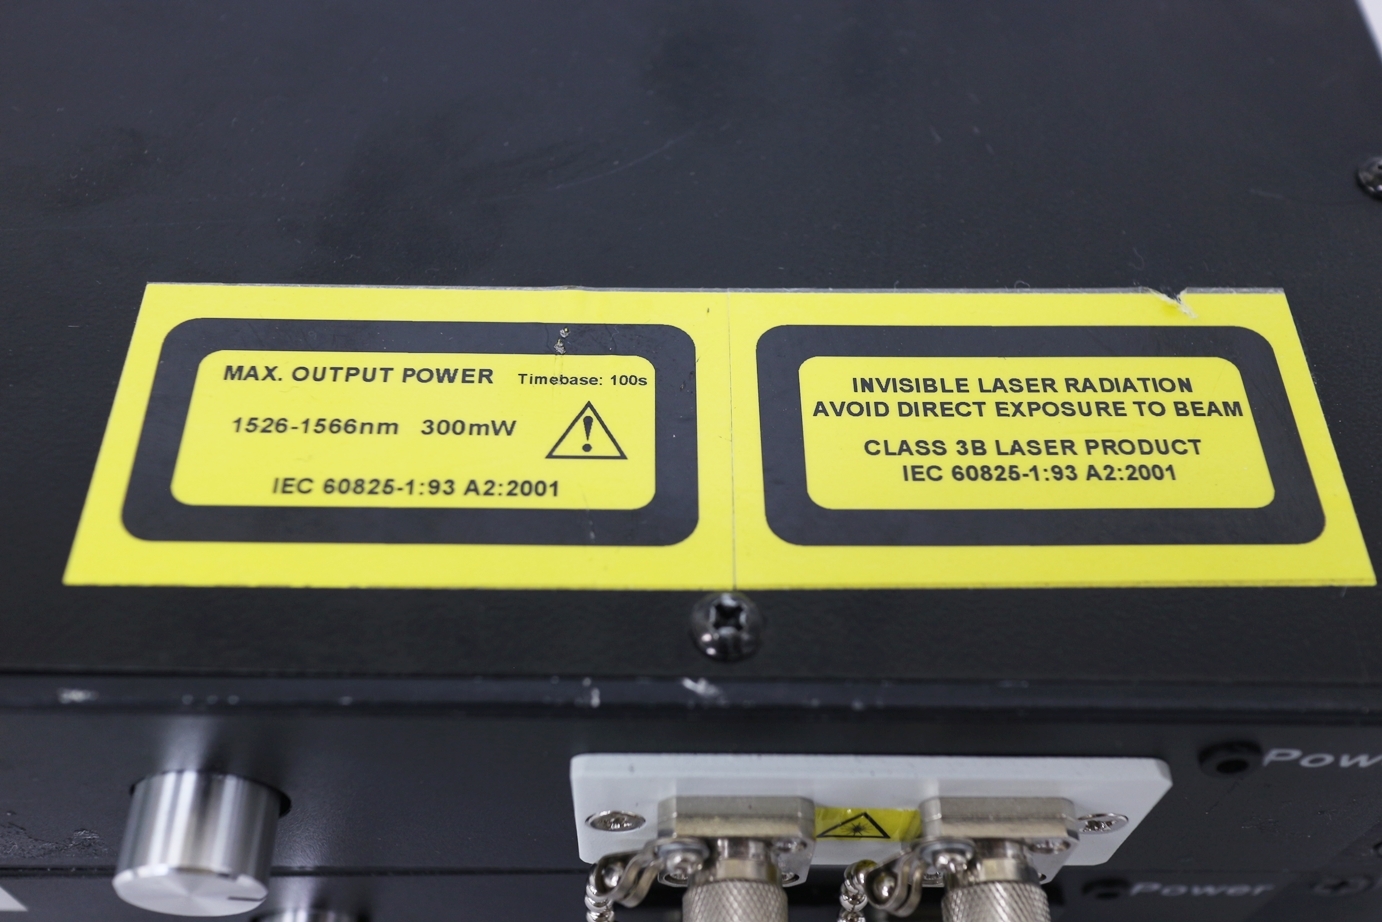 MAX. OUTPUT POWER Timebase: 100s
1526-1566nm 300mW
IEC 60825-1:93 A2:2001
INVISIBLE LASER RADIATION
AVOID DIRECT EXPOSURE TO BEAM
CLASS 3B LASER PRODUCT
IEC 60825-1:93 A2:2001
Pow
Power